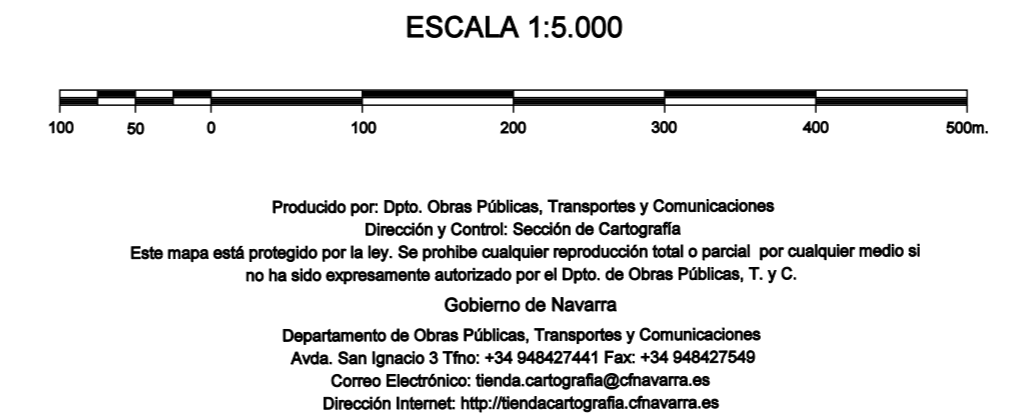 ESCALA 1:5.000
100 50 0 100 200 300 400 500m.
Producido por: Dpto. Obras Públicas, Transportes y Comunicaciones
Dirección y Control: Sección de Cartografía
Este mapa está protegido por la ley. Se prohibe cualquier reproducción total o parcial por cualquier medio si
no ha sido expresamente autorizado por el Dpto. de Obras Públicas, T. y C.
Gobierno de Navarra
Departamento de Obras Públicas, Transportes y Comunicaciones
Avda. San Ignacio 3 Tfno: +34 948427441 Fax: +34 948427549
Correo Electrónico: tienda.cartografia@cfnavarra.es
Dirección Internet: http://tiendacartografia.cfnavarra.es